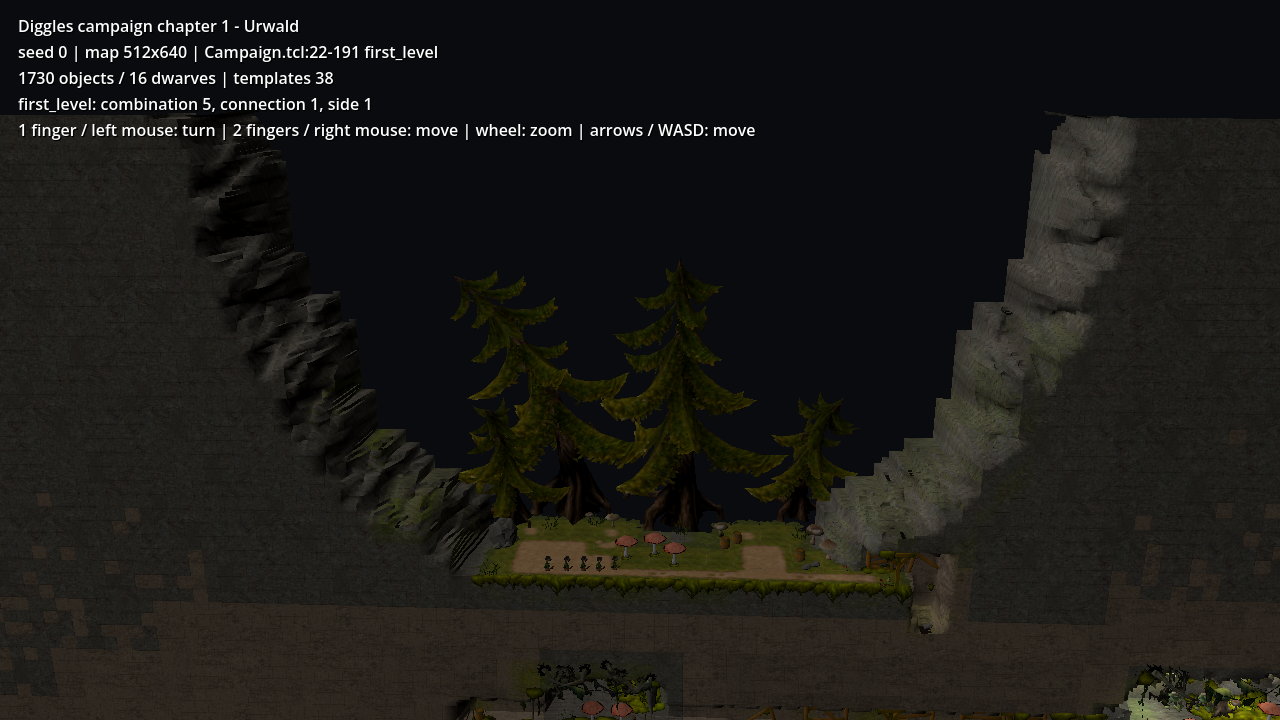 Diggles campaign chapter 1 - Urwald
seed 0 | map 512x640 | Campaign.tcl:22-191 first_level
1730 objects / 16 dwarves | templates 38
first_level: combination 5, connection 1, side 1
1 finger / left mouse: turn | 2 fingers / right mouse: move | wheel: zoom | arrows / WASD: move